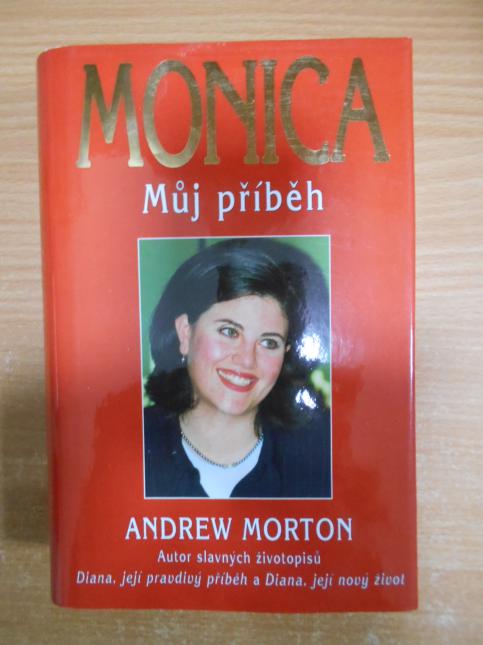 MONICA
Můj příběh
ANDREW MORTON
Autor slavných životopisů
Diana, její pravdivý příběh a Diana, její nový život